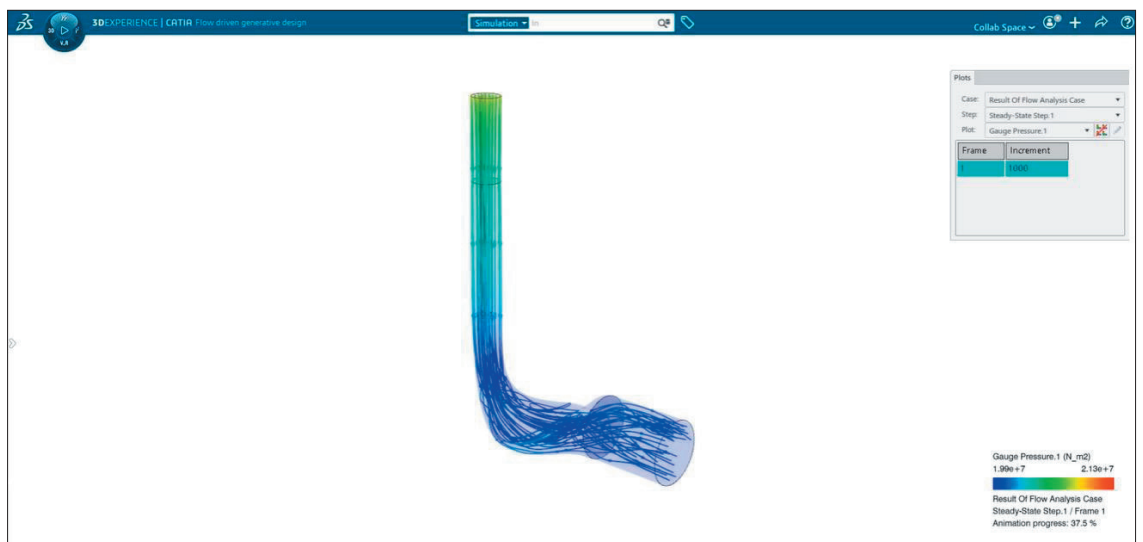 3DEXPERIENCE | CATIA Flow driven generative design
Simulation In
Collab Space
3D
V.R
Plots
Case: Result Of Flow Analysis Case
Step: Steady-State Step.1
Plot: Gauge Pressure.1
Frame Increment
1 1000
Gauge Pressure.1 (N_m2)
1.99e+7 2.13e+7
Result Of Flow Analysis Case
Steady-State Step.1 / Frame 1
Animation progress: 37.5 %